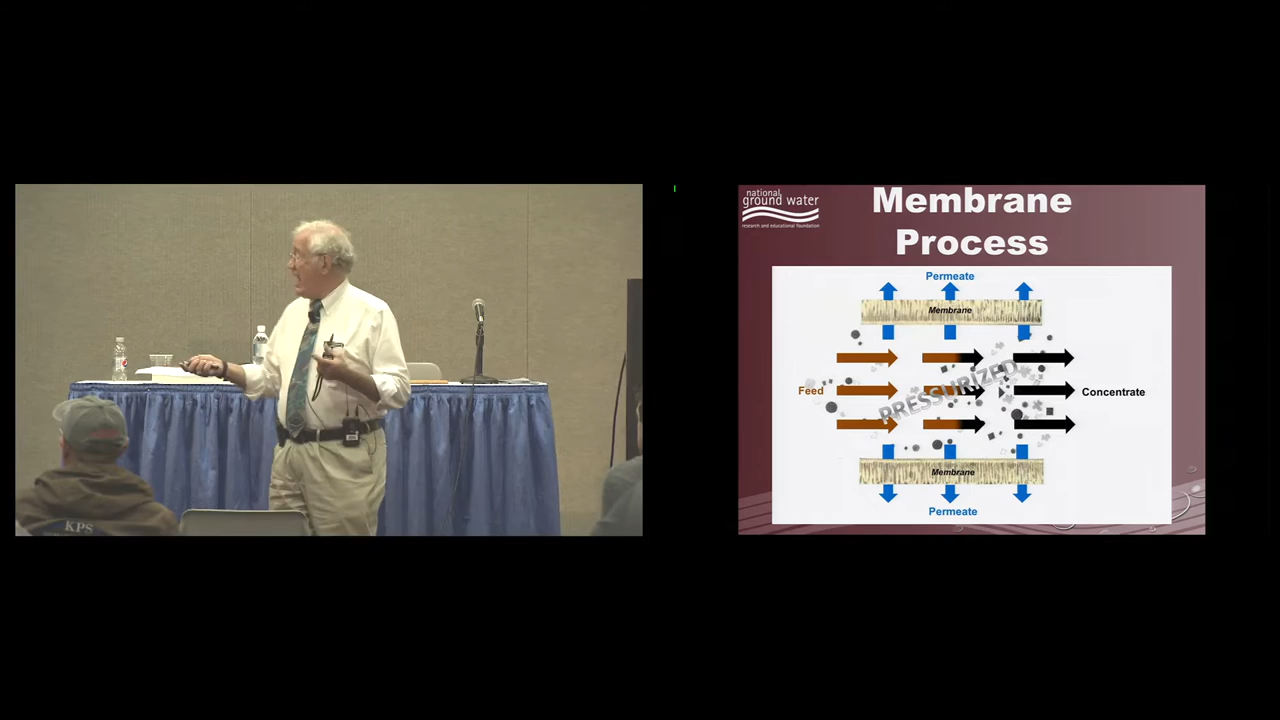 KPS
national
ground water
research and educational foundation
Membrane
Process
Permeate
Membrane
PRESSURIZED
Feed
Concentrate
Membrane
Permeate